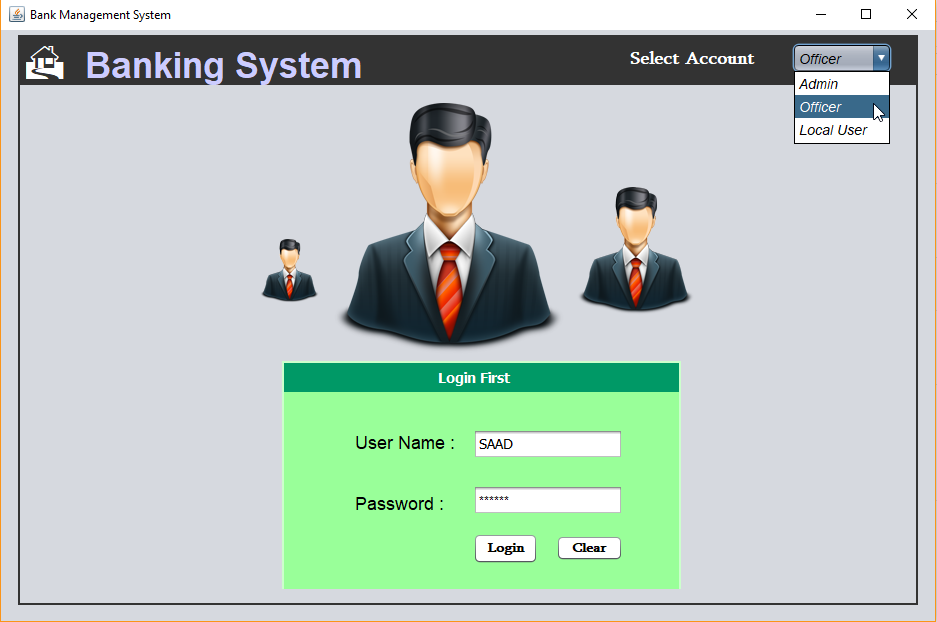 Bank Management System
Banking System
Select Account
Officer
Admin
Officer
Local User
Login First
User Name :
SAAD
Password :
******
Login
Clear